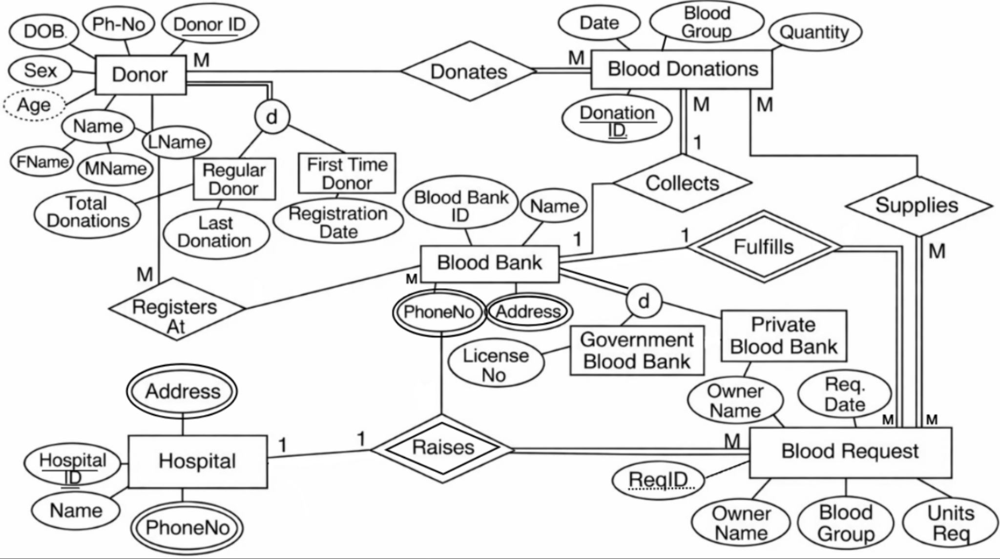 DOB.
Ph-No
Donor ID
Sex
Donor
M
Age
Name
LName
FName
MName
d
Regular
Donor
First Time
Donor
Total
Donations
Last
Donation
Registration
Date
Donates
M
Date
Blood
Group
Quantity
Blood Donations
Donation
ID.
M
M
1
Collects
Supplies
M
Blood Bank
ID
Name
1
1
Fulfills
Blood Bank
M
M
Registers
At
PhoneNo
Address
d
Private
Blood Bank
Government
Blood Bank
License
No
Owner
Name
Req.
Date
M
M
Address
Hospital
ID
Hospital
1
1
Raises
M
Blood Request
Name
PhoneNo
ReqID
Owner
Name
Blood
Group
Units
Req